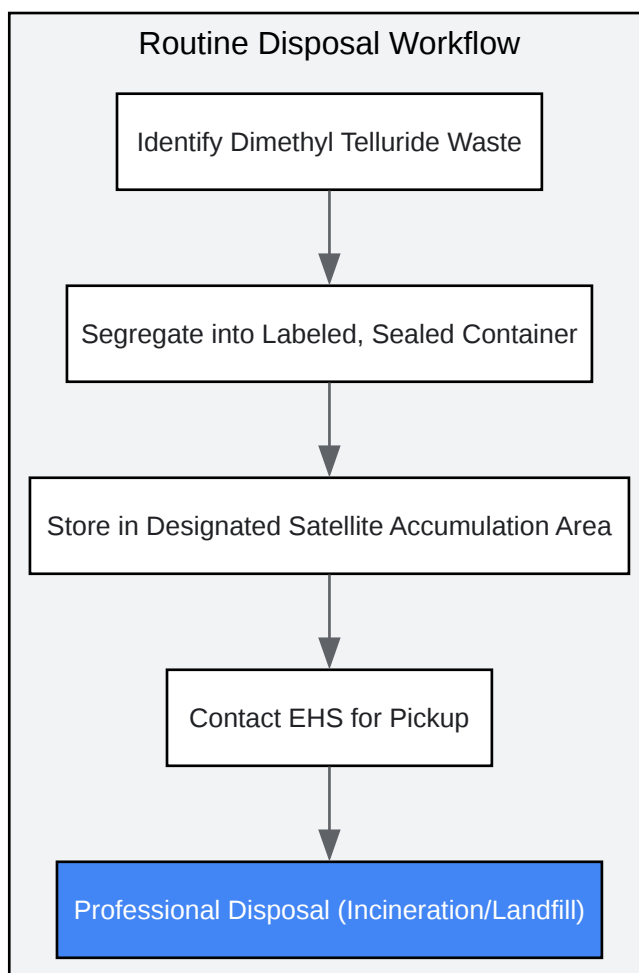 Routine Disposal Workflow
Identify Dimethyl Telluride Waste
Segregate into Labeled, Sealed Container
Store in Designated Satellite Accumulation Area
Contact EHS for Pickup
Professional Disposal (Incineration/Landfill)